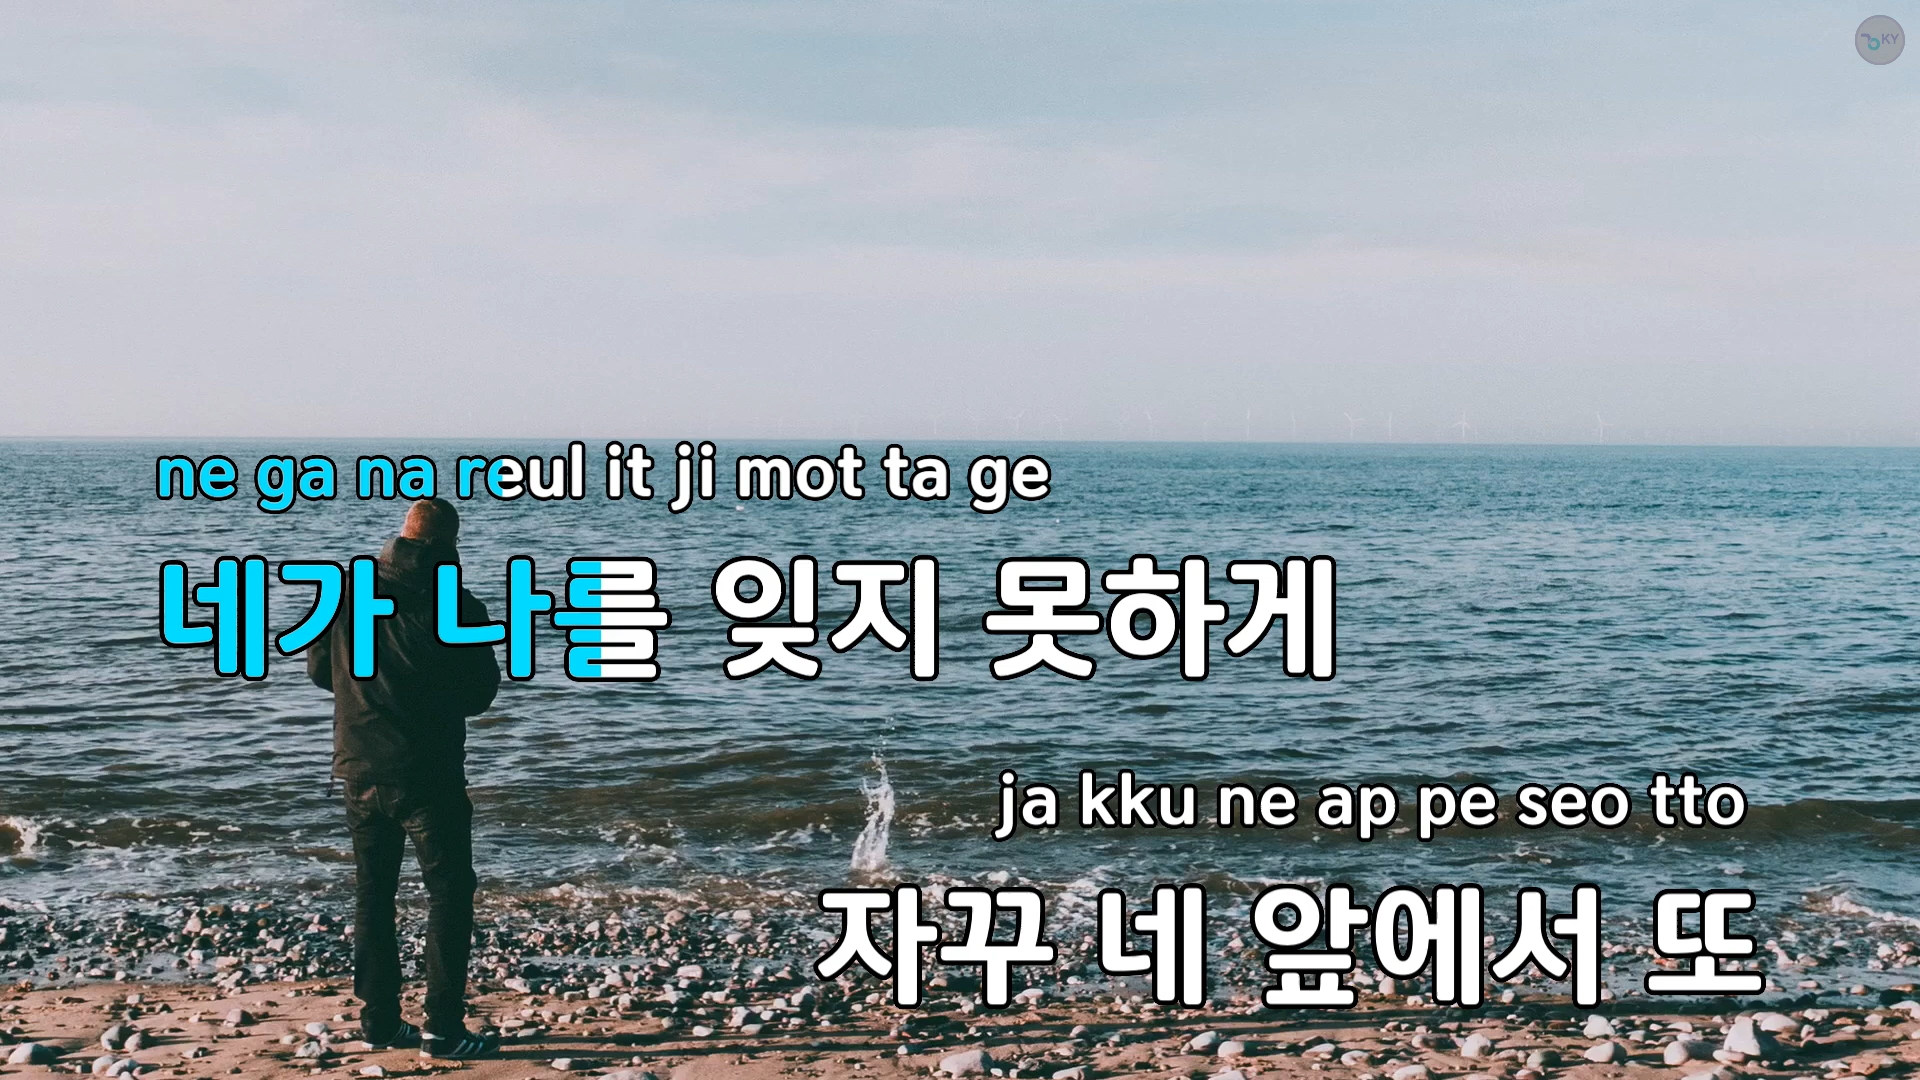 KY
ne ga na reul it ji mot ta ge
네가 나를 잊지 못하게
ja kku ne ap pe seo tto
자꾸 네 앞에서 또